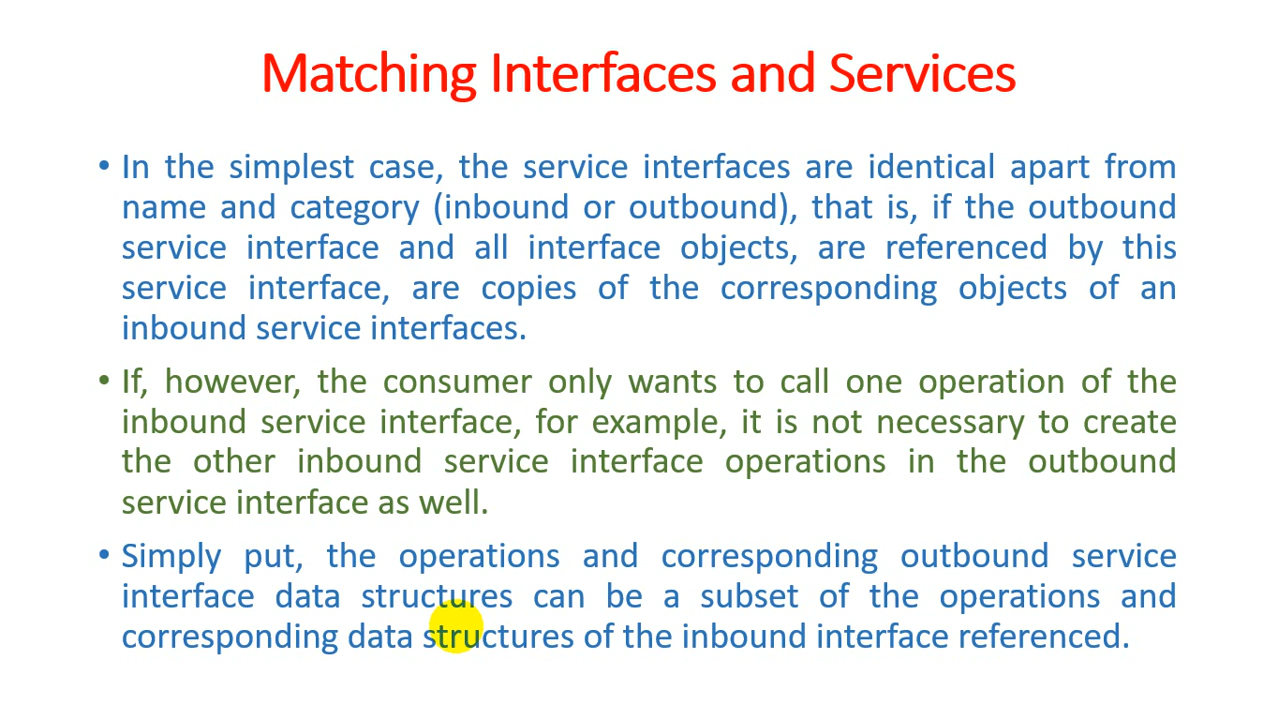 Matching Interfaces and Services
• In the simplest case, the service interfaces are identical apart from
name and category (inbound or outbound), that is, if the outbound
service interface and all interface objects, are referenced by this
service interface, are copies of the corresponding objects of an
inbound service interfaces.
• If, however, the consumer only wants to call one operation of the
inbound service interface, for example, it is not necessary to create
the other inbound service interface operations in the outbound
service interface as well.
• Simply put, the operations and corresponding outbound service
interface data structures can be a subset of the operations and
corresponding data structures of the inbound interface referenced.